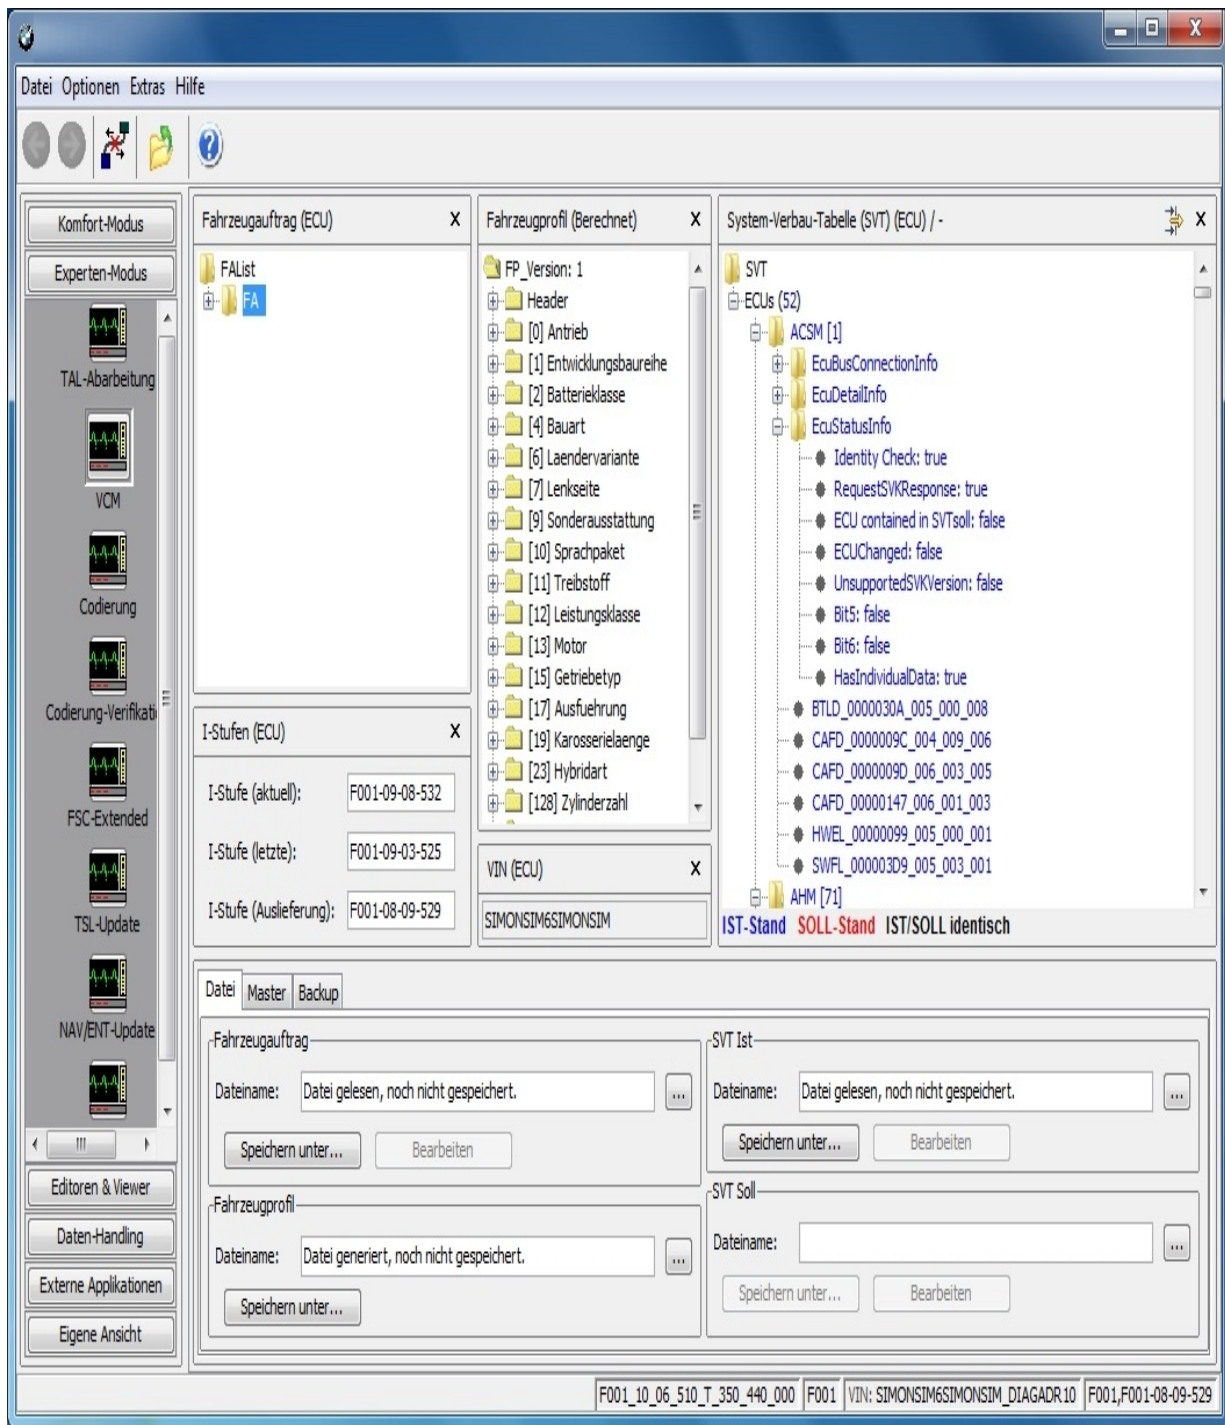 Datei Optionen Extras Hilfe
Komfort-Modus
Experten-Modus
TAL-Abarbeitung
VCM
Codierung
Codierung-Verifikati
FSC-Extended
TSL-Update
NAV/ENT-Update
Editoren & Viewer
Daten-Handling
Externe Applikationen
Eigene Ansicht
Fahrzeugauftrag (ECU)
FAList
FA
I-Stufen (ECU)
I-Stufe (aktuell): F001-09-08-532
I-Stufe (letzte): F001-09-03-525
I-Stufe (Auslieferung): F001-08-09-529
Fahrzeugprofil (Berechnet)
FP_Version: 1
Header
[0] Antrieb
[1] Entwicklungsbaureihe
[2] Batterieklasse
[4] Bauart
[6] Laendervariante
[7] Lenkseite
[9] Sonderausstattung
[10] Sprachpaket
[11] Treibstoff
[12] Leistungsklasse
[13] Motor
[15] Getriebetyp
[17] Ausfuehrung
[19] Karosserielaenge
[23] Hybridart
[128] Zylinderzahl
VIN (ECU)
SIMONSIM6SIMONSIM
System-Verbau-Tabelle (SVT) (ECU) / -
SVT
ECUs (52)
ACSM [1]
EcuBusConnectionInfo
EcuDetailInfo
EcuStatusInfo
Identity Check: true
RequestSVKResponse: true
ECU contained in SVTsoll: false
ECUChanged: false
UnsupportedSVKVersion: false
Bit5: false
Bit6: false
HasIndividualData: true
BTLD_0000030A_005_000_008
CAFD_0000009C_004_009_006
CAFD_0000009D_006_003_005
CAFD_00000147_006_001_003
HWEL_00000099_005_000_001
SWFL_000003D9_005_003_001
AHM [71]
IST-Stand SOLL-Stand IST/SOLL identisch
Datei Master Backup
Fahrzeugauftrag
Dateiname: Datei gelesen, noch nicht gespeichert. ...
Speichern unter... Bearbeiten
Fahrzeugprofil
Dateiname: Datei generiert, noch nicht gespeichert. ...
Speichern unter...
SVT Ist
Dateiname: Datei gelesen, noch nicht gespeichert. ...
Speichern unter... Bearbeiten
SVT Soll
Dateiname: ...
Speichern unter... Bearbeiten
F001_10_06_510_T_350_440_000 F001 VIN: SIMONSIM6SIMONSIM_DIAGADR10 F001,F001-08-09-529